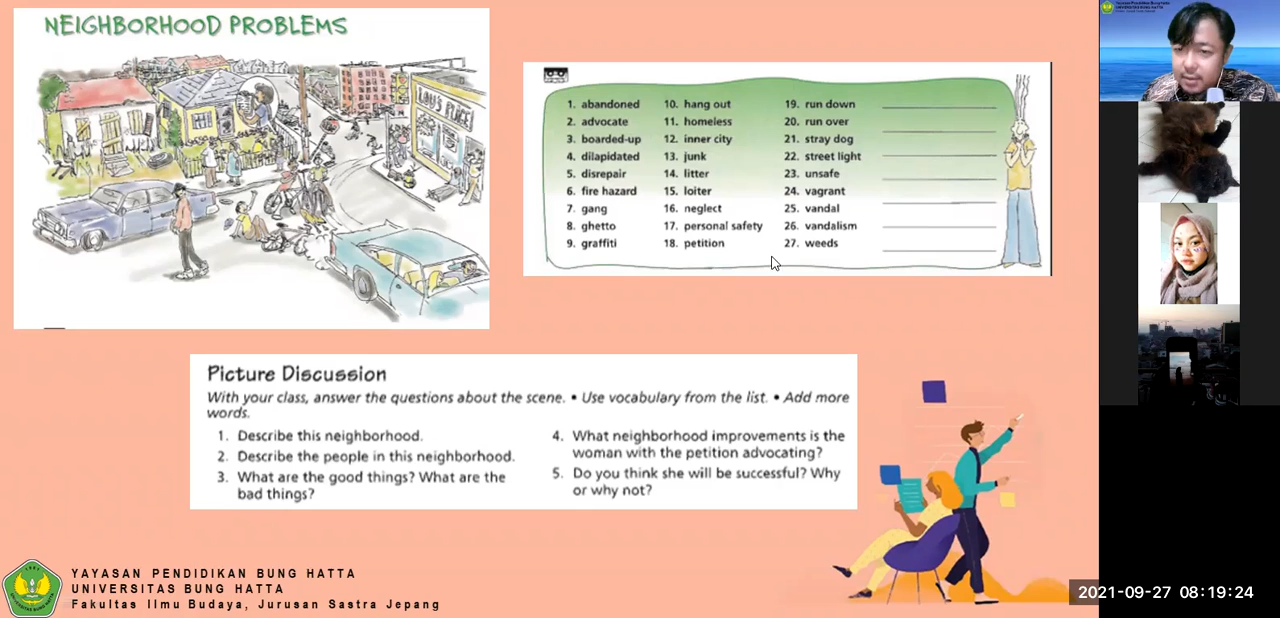 NEIGHBORHOOD PROBLEMS
LOU'S PLACE
1. abandoned
2. advocate
3. boarded-up
4. dilapidated
5. disrepair
6. fire hazard
7. gang
8. ghetto
9. graffiti
10. hang out
11. homeless
12. inner city
13. junk
14. litter
15. loiter
16. neglect
17. personal safety
18. petition
19. run down
20. run over
21. stray dog
22. street light
23. unsafe
24. vagrant
25. vandal
26. vandalism
27. weeds
Picture Discussion
With your class, answer the questions about the scene. • Use vocabulary from the list. • Add more
words.
1. Describe this neighborhood.
2. Describe the people in this neighborhood.
3. What are the good things? What are the
bad things?
4. What neighborhood improvements is the
woman with the petition advocating?
5. Do you think she will be successful? Why
or why not?
YAYASAN PENDIDIKAN BUNG HATTA
UNIVERSITAS BUNG HATTA
Fakultas Ilmu Budaya, Jurusan Sastra Jepang
2021-09-27 08:19:24